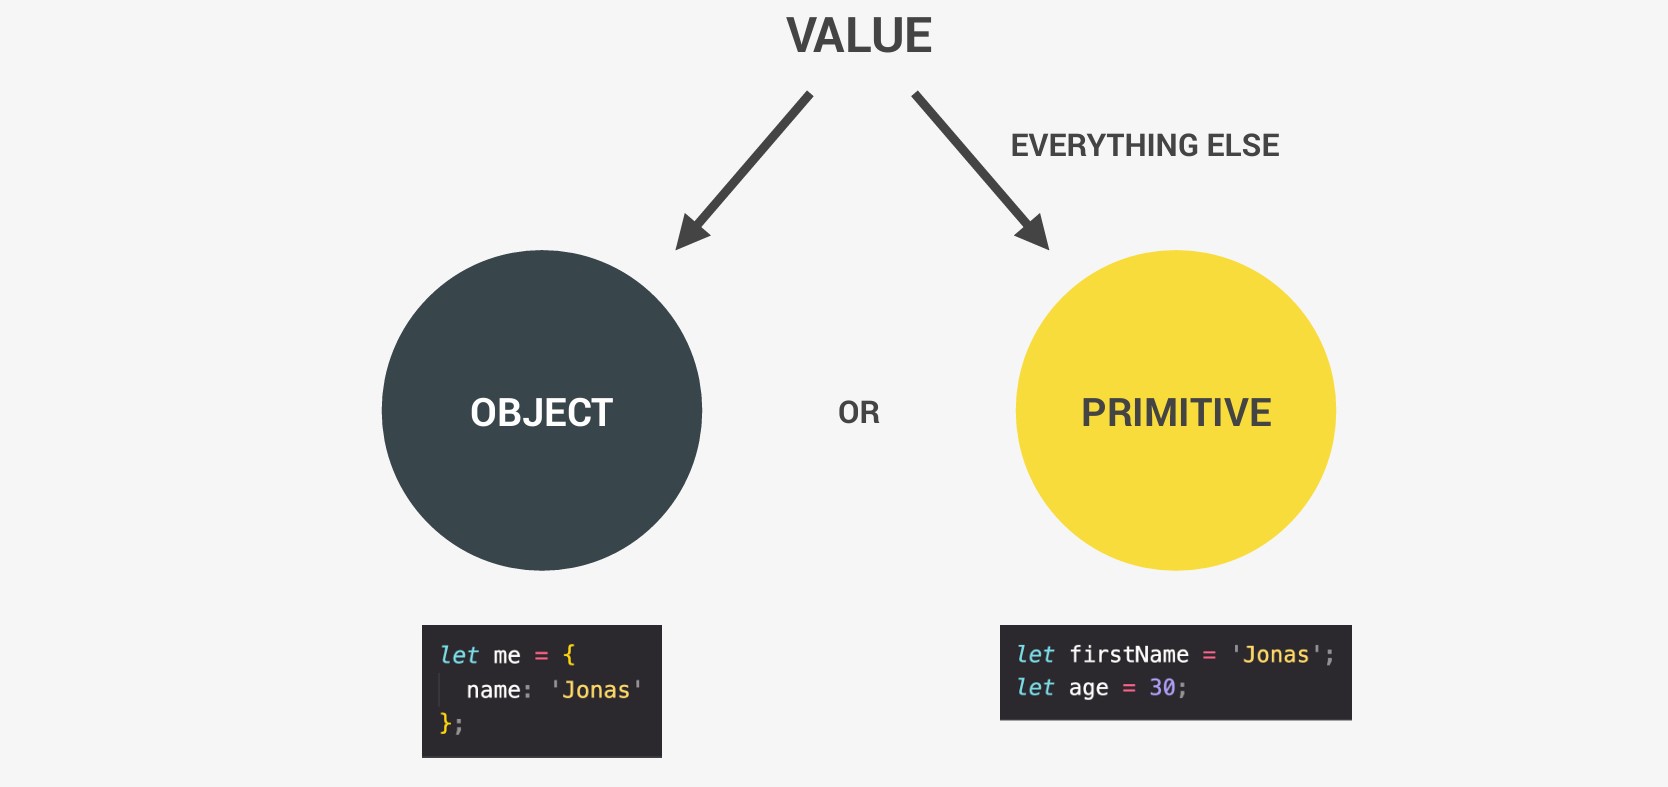 VALUE
EVERYTHING ELSE
OBJECT
OR
PRIMITIVE
let me = {
  name: 'Jonas'
};
let firstName = 'Jonas';
let age = 30;